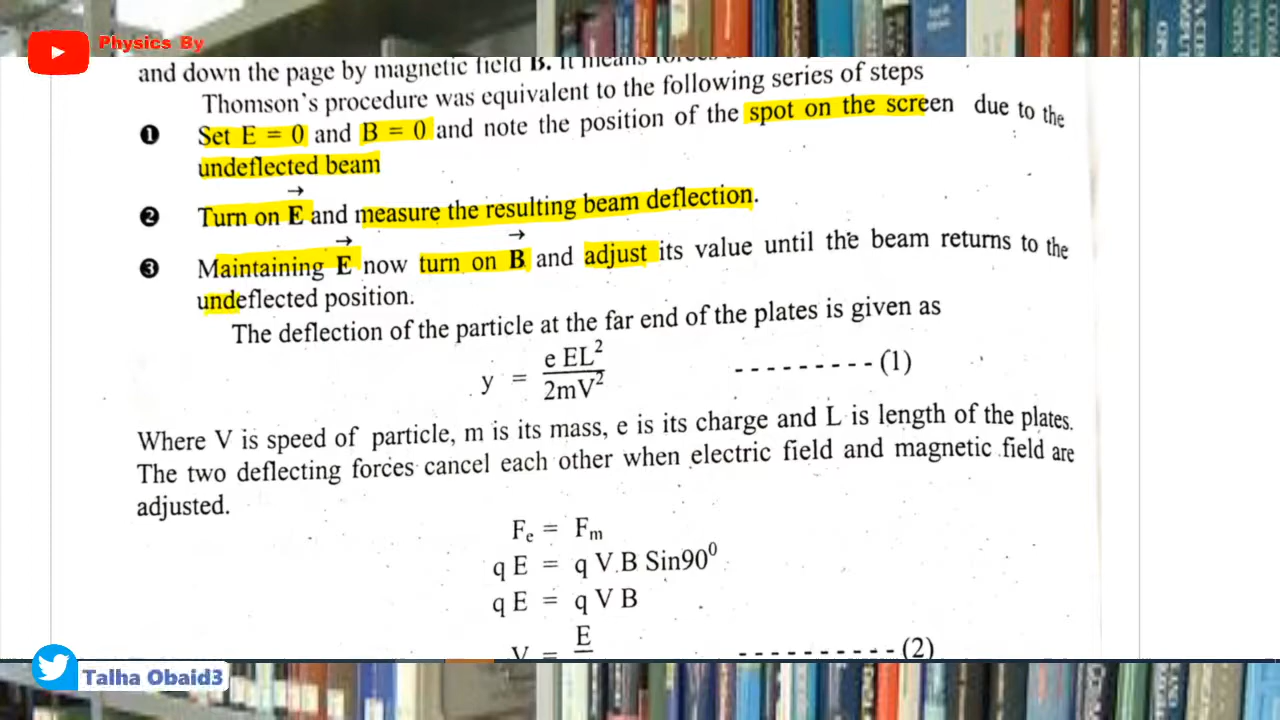 Physics By
and down the page by magnetic field B. It means
Thomson's procedure was equivalent to the following series of steps
❶ Set E = 0 and B = 0 and note the position of the spot on the screen due to the
undeflected beam
❷ Turn on E⃗ and measure the resulting beam deflection.
❸ Maintaining E⃗ now turn on B⃗ and adjust its value until the beam returns to the
undeflected position.
The deflection of the particle at the far end of the plates is given as
y = e EL² / 2mV² - - - - - - - - - (1)
Where V is speed of particle, m is its mass, e is its charge and L is length of the plates.
The two deflecting forces cancel each other when electric field and magnetic field are
adjusted.
Fₑ = Fₘ
q E = q V B Sin90⁰
q E = q V B
V = E - - - - - - - - - - (2)
Talha Obaid3